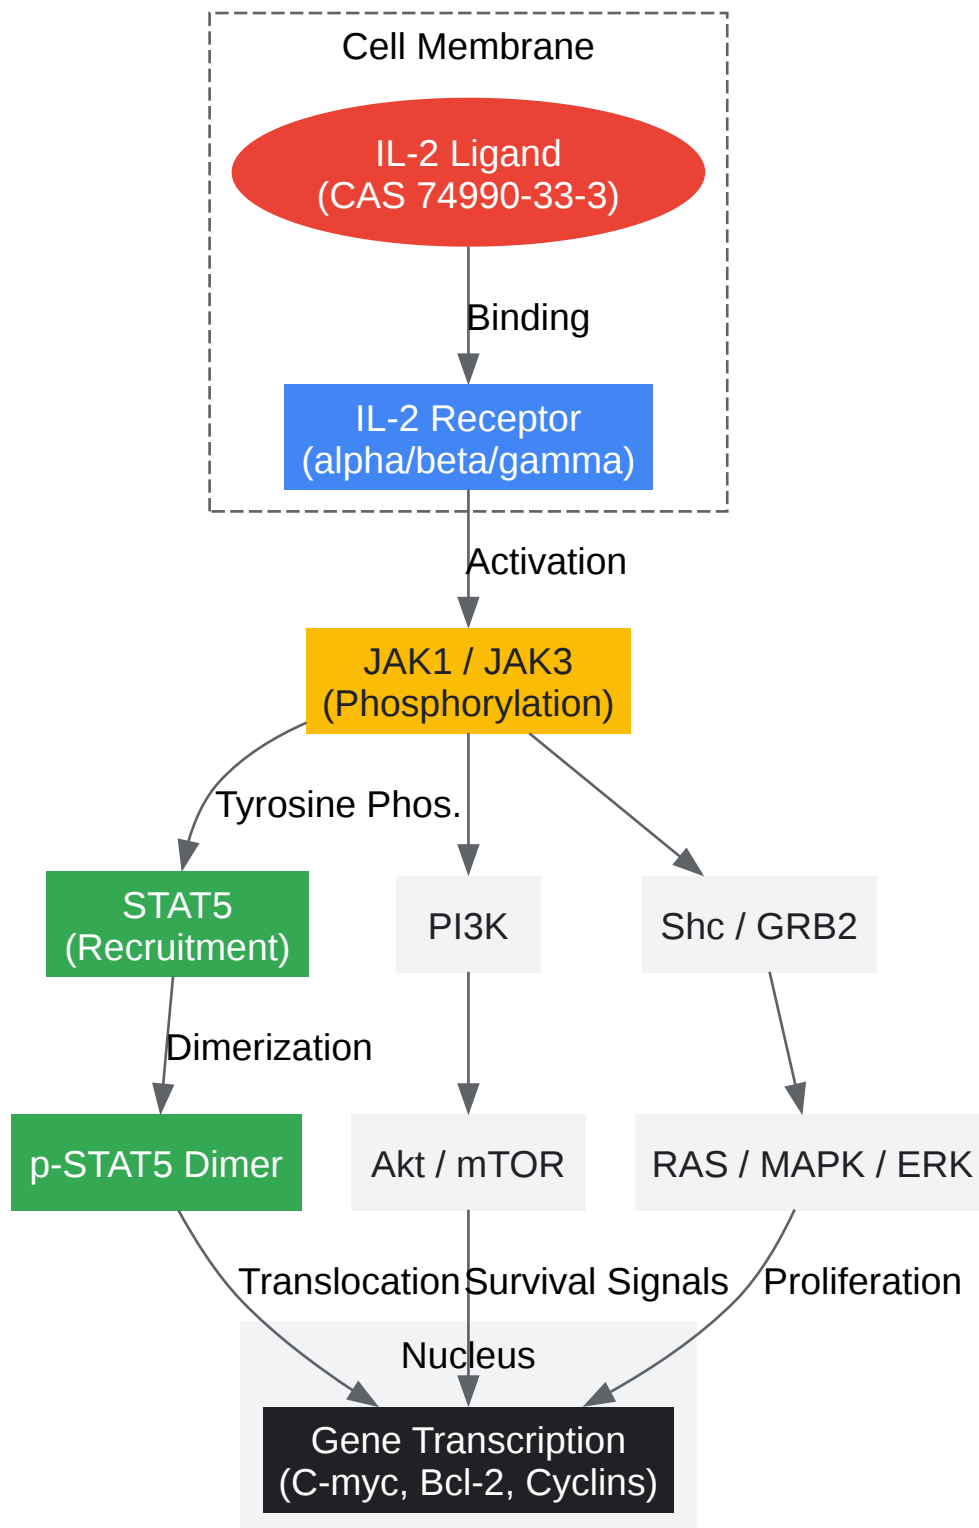 Cell Membrane
IL-2 Ligand
(CAS 74990-33-3)
Binding
IL-2 Receptor
(alpha/beta/gamma)
Activation
JAK1 / JAK3
(Phosphorylation)
Tyrosine Phos.
STAT5
(Recruitment)
PI3K
Shc / GRB2
Dimerization
p-STAT5 Dimer
Akt / mTOR
RAS / MAPK / ERK
Translocation
Survival Signals
Proliferation
Nucleus
Gene Transcription
(C-myc, Bcl-2, Cyclins)